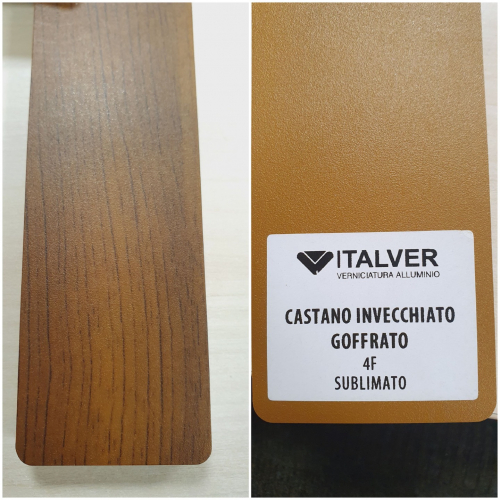 ITALVER
VERNICIATURA ALLUMINIO
CASTANO INVECCHIATO
GOFFRATO
4F
SUBLIMATO